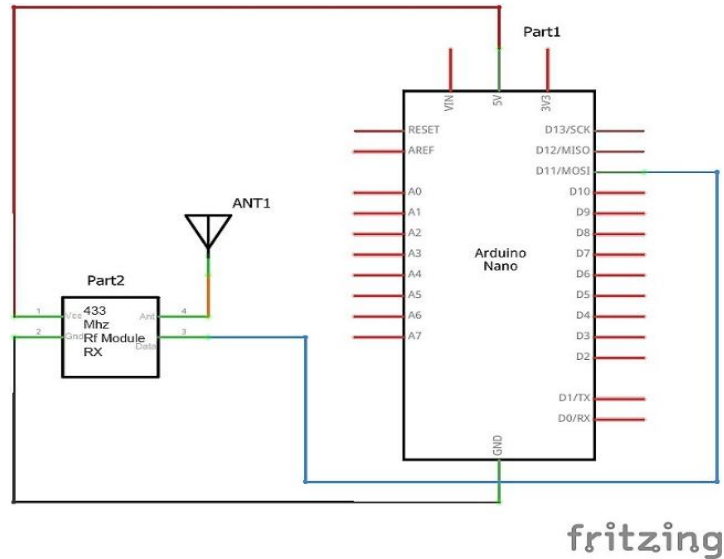 Part1
VIN
5V
3V3
RESET
D13/SCK
AREF
D12/MISO
D11/MOSI
A0
D10
A1
D9
ANT1
A2
D8
A3
D7
Arduino
Nano
A4
D6
Part2
A5
D5
1
Vcc
433
Mhz
Rf Module
RX
Ant
4
A6
D4
2
Gnd
Data
3
A7
D3
D2
D1/TX
D0/RX
GND
fritzing